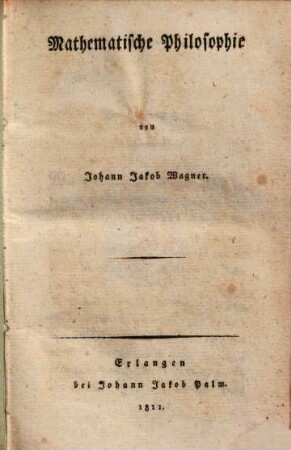 Mathematische Philosophie
von
Johann Jakob Wagner.
Erlangen
bei Johann Jakob Palm.
1811.